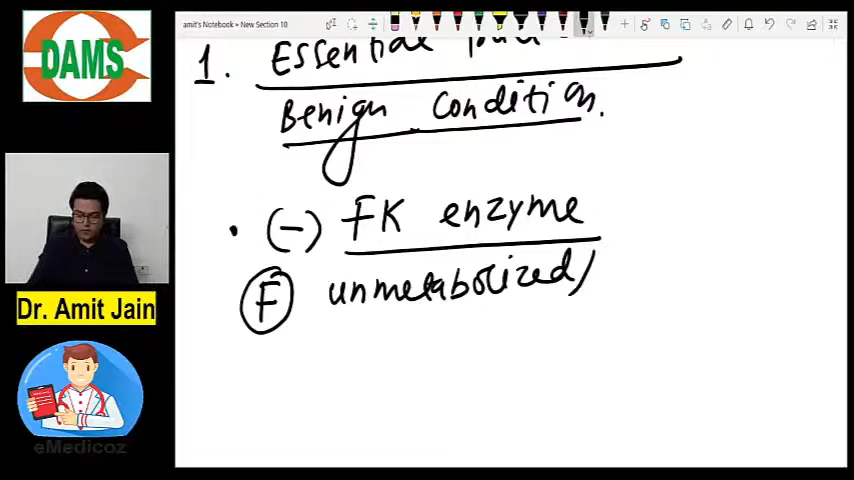 amit's Notebook > New Section 10
DAMS
1. Essential
Benign Condition.
• (-) FK enzyme
F unmetabolized/
Dr. Amit Jain
eMedicoz